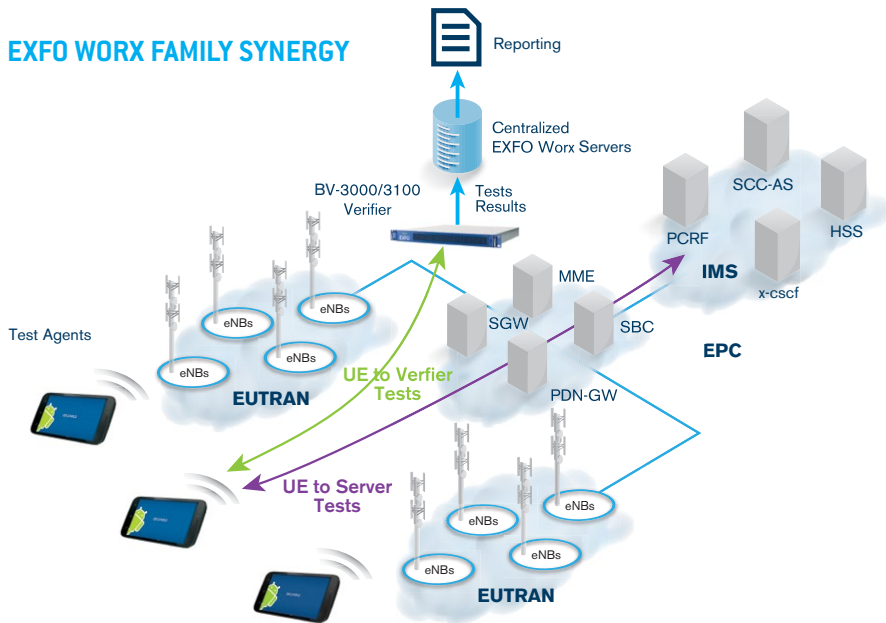 EXFO WORX FAMILY SYNERGY
Reporting
Centralized
EXFO Worx Servers
BV-3000/3100
Verifier
Tests
Results
EXFO
SCC-AS
PCRF
HSS
IMS
x-cscf
MME
SGW
SBC
EPC
PDN-GW
eNBs
eNBs
eNBs
eNBs
EUTRAN
Test Agents
UE to Verfier
Tests
UE to Server
Tests
eNBs
eNBs
eNBs
eNBs
EUTRAN